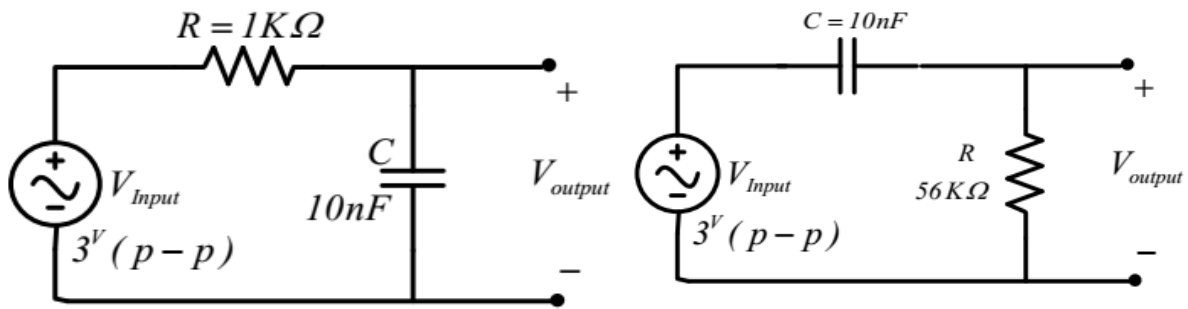 R = 1KΩ
+
C
10nF
+
−
V_Input
3^V (p − p)
V_output
−
C = 10nF
+
R
56KΩ
+
−
V_Input
3^V (p − p)
V_output
−